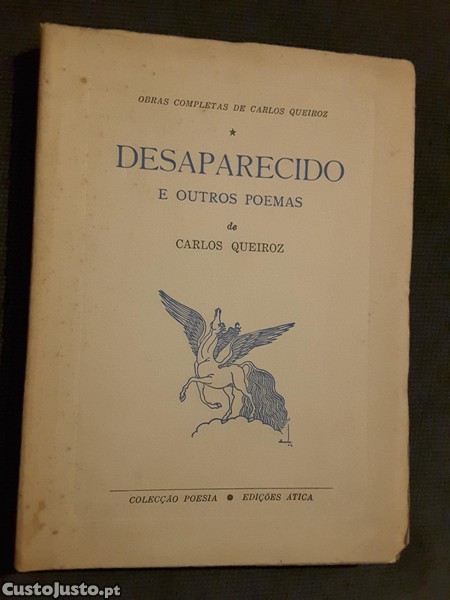 OBRAS COMPLETAS DE CARLOS QUEIROZ
★
DESAPARECIDO
E OUTROS POEMAS
de
CARLOS QUEIROZ
COLECÇÃO POESIA ● EDIÇÕES ÁTICA
CustoJusto.pt